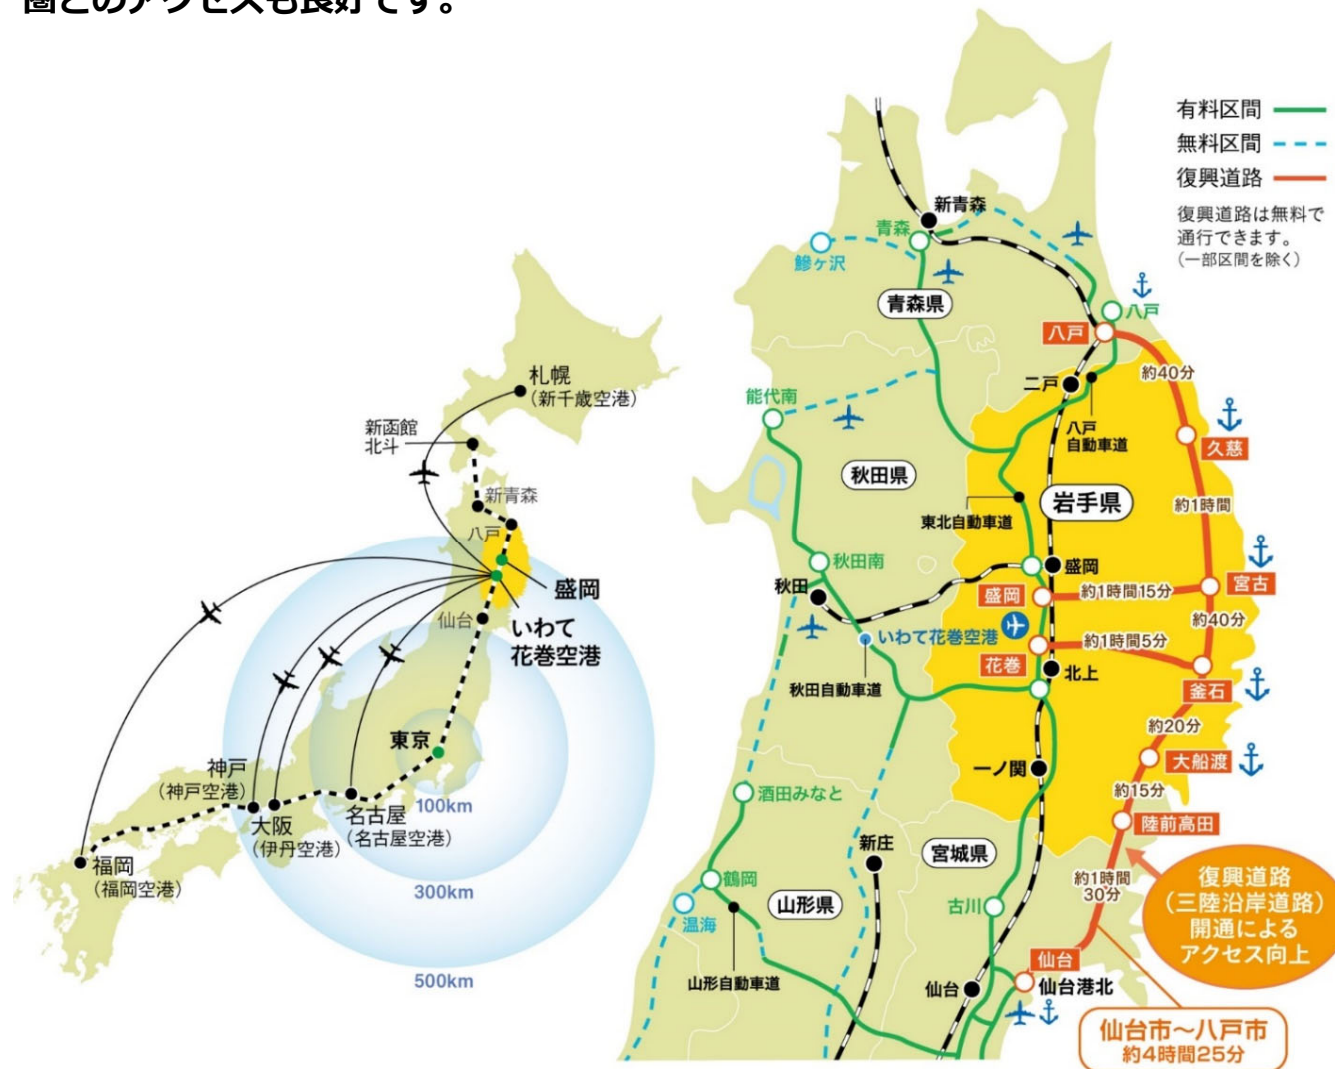 圏とのアクセスも良好です。
札幌
（新千歳空港）
新函館
北斗
新青森
八戸
盛岡
いわて
花巻空港
仙台
東京
神戸
（神戸空港）
大阪
（伊丹空港）
名古屋
（名古屋空港）
福岡
（福岡空港）
100km
300km
500km
有料区間
無料区間
復興道路
復興道路は無料で
通行できます。
（一部区間を除く）
新青森
青森
鰺ヶ沢
青森県
八戸
八戸
約40分
二戸
八戸
自動車道
久慈
能代南
秋田県
岩手県
約1時間
東北自動車道
秋田南
盛岡
宮古
秋田
盛岡
約1時間15分
約40分
いわて花巻空港
約1時間5分
花巻
北上
釜石
秋田自動車道
約20分
一ノ関
大船渡
約15分
酒田みなと
陸前高田
新庄
宮城県
鶴岡
約1時間
30分
復興道路
（三陸沿岸道路）
開通による
アクセス向上
温海
山形県
古川
仙台
山形自動車道
仙台
仙台港北
仙台市～八戸市
約4時間25分